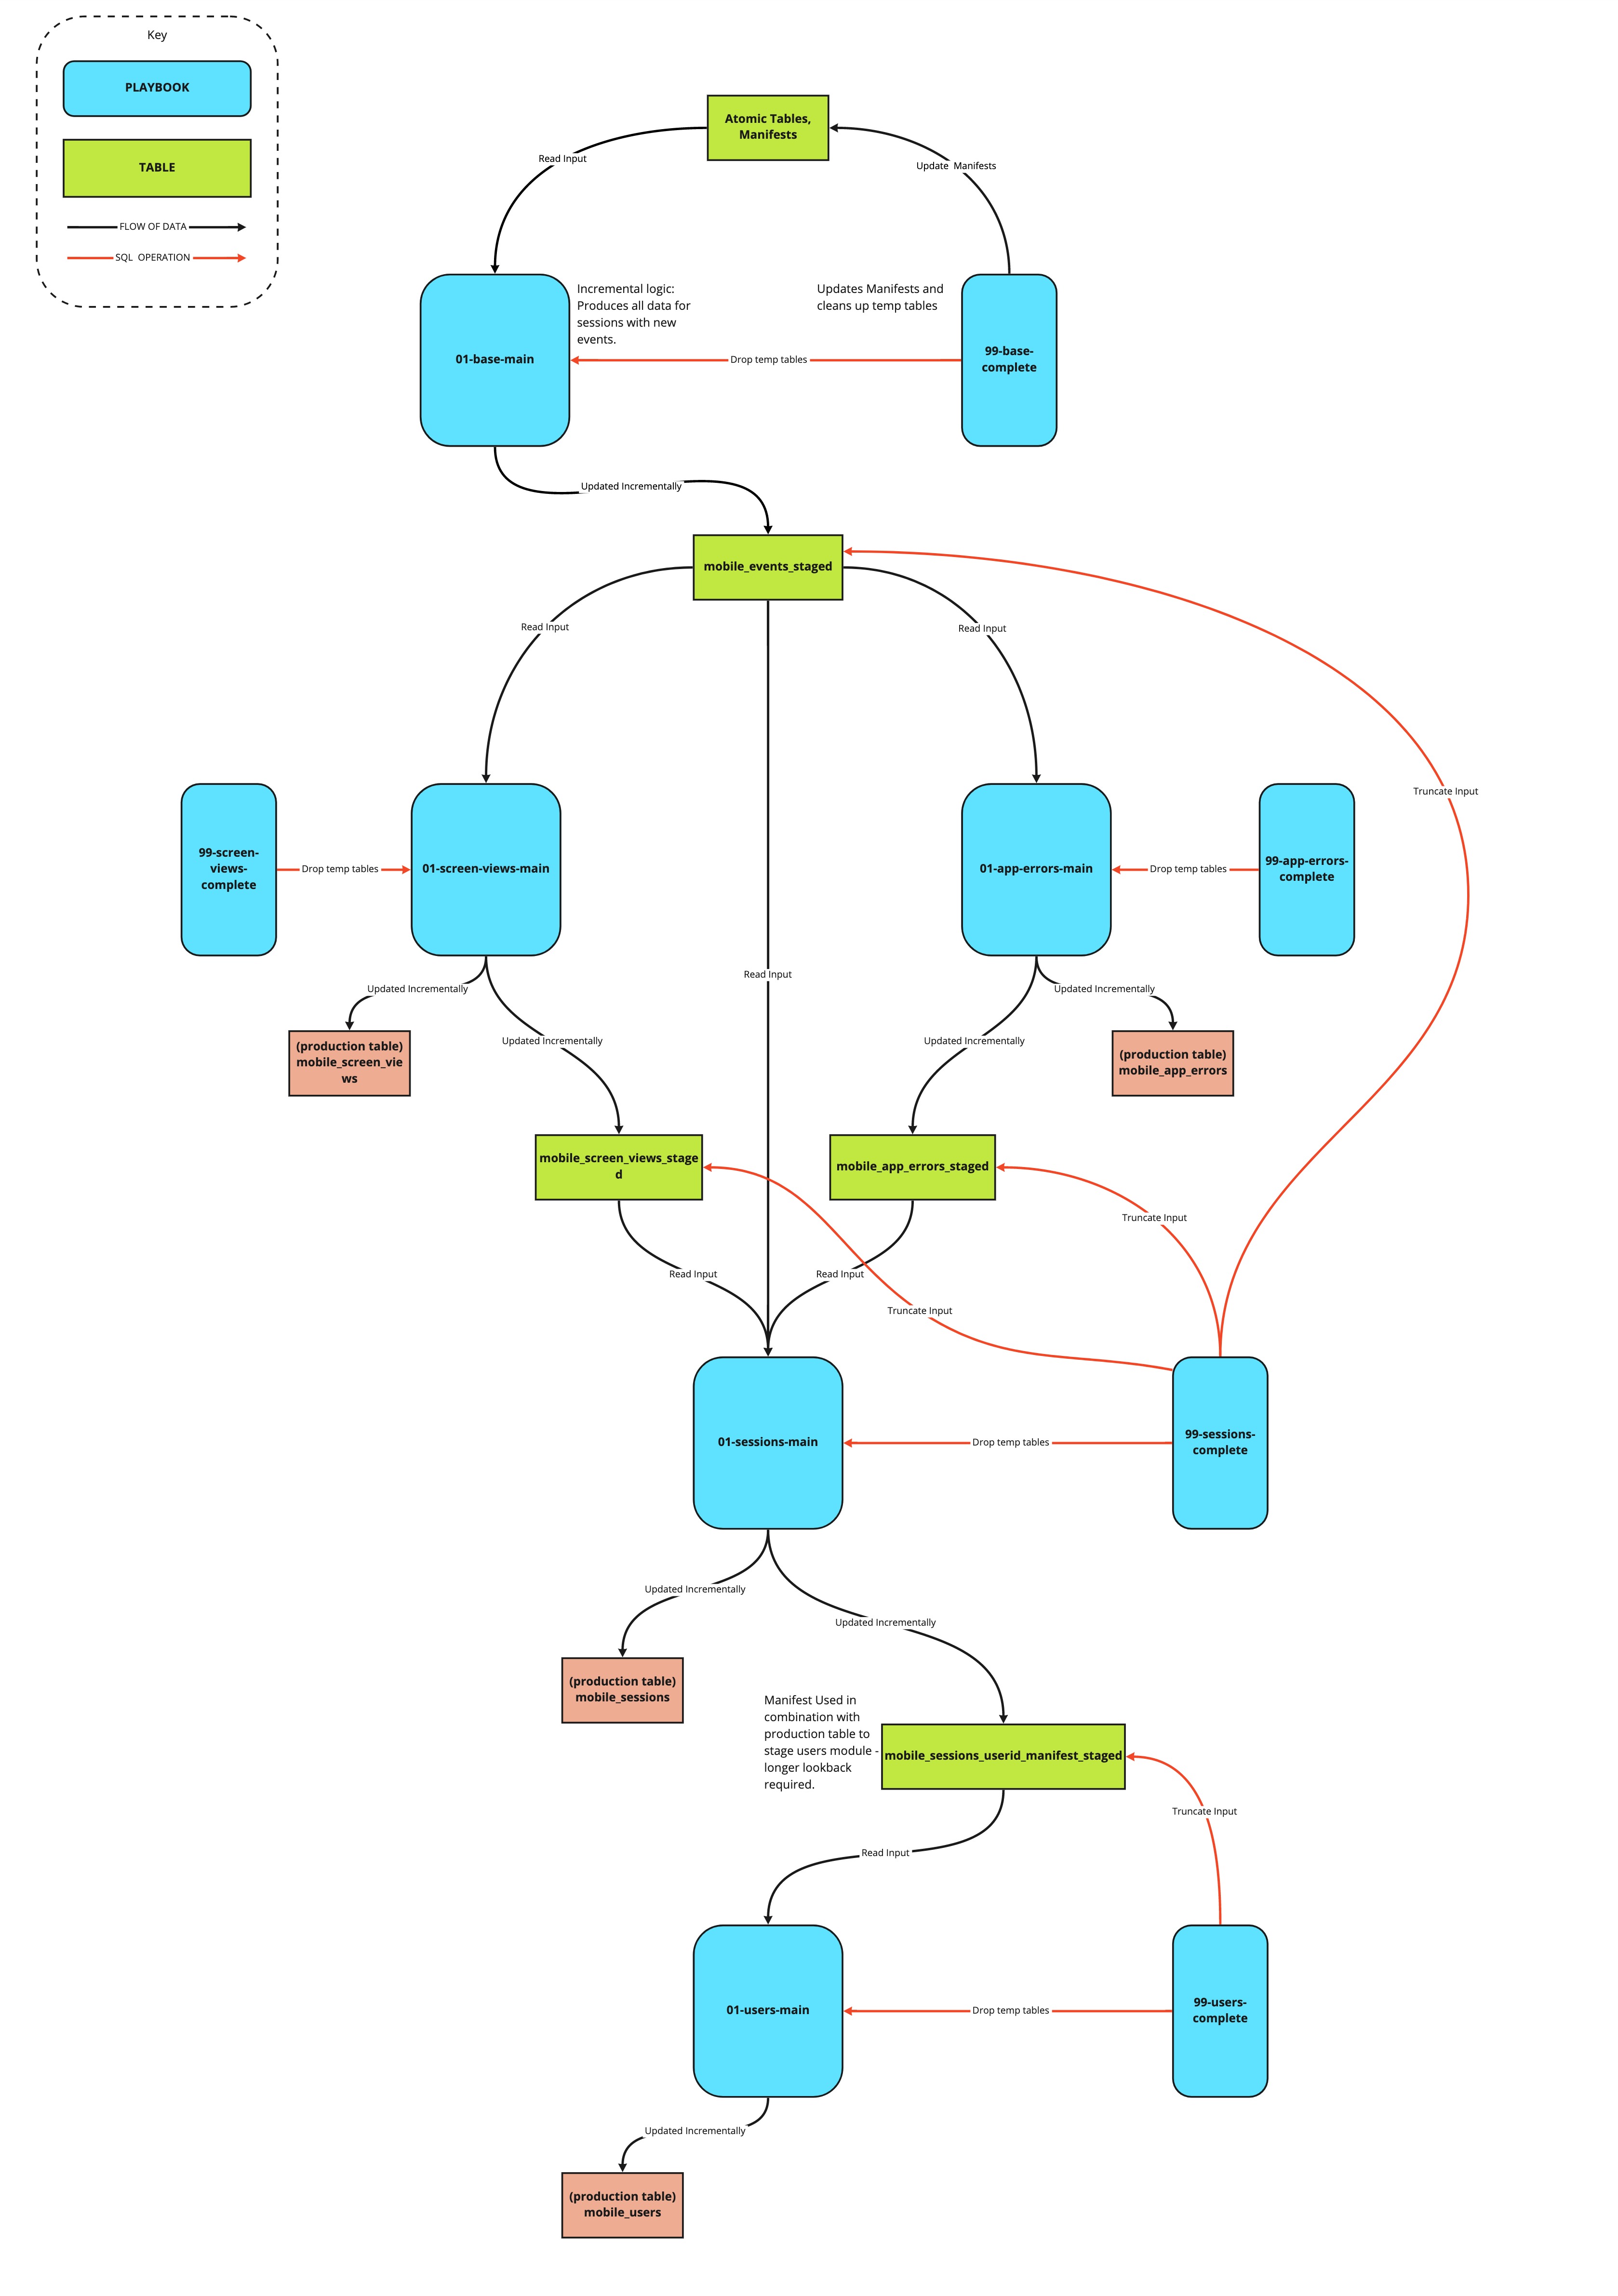 Key
PLAYBOOK
TABLE
FLOW OF DATA
SQL OPERATION
Atomic Tables,
Manifests
Read Input
Update Manifests
01-base-main
Incremental logic:
Produces all data for
sessions with new
events.
Updates Manifests and
cleans up temp tables
Drop temp tables
99-base-
complete
Updated Incrementally
mobile_events_staged
Read Input
Read Input
Truncate Input
99-screen-
views-
complete
Drop temp tables
01-screen-views-main
01-app-errors-main
Drop temp tables
99-app-errors-
complete
Read Input
Updated Incrementally
Updated Incrementally
Updated Incrementally
Updated Incrementally
(production table)
mobile_screen_vie
ws
(production table)
mobile_app_errors
mobile_screen_views_stage
d
mobile_app_errors_staged
Truncate Input
Read Input
Read Input
Truncate Input
01-sessions-main
Drop temp tables
99-sessions-
complete
Updated Incrementally
Updated Incrementally
(production table)
mobile_sessions
Manifest Used in
combination with
production table to
stage users module -
longer lookback
required.
mobile_sessions_userid_manifest_staged
Truncate Input
Read Input
01-users-main
Drop temp tables
99-users-
complete
Updated Incrementally
(production table)
mobile_users